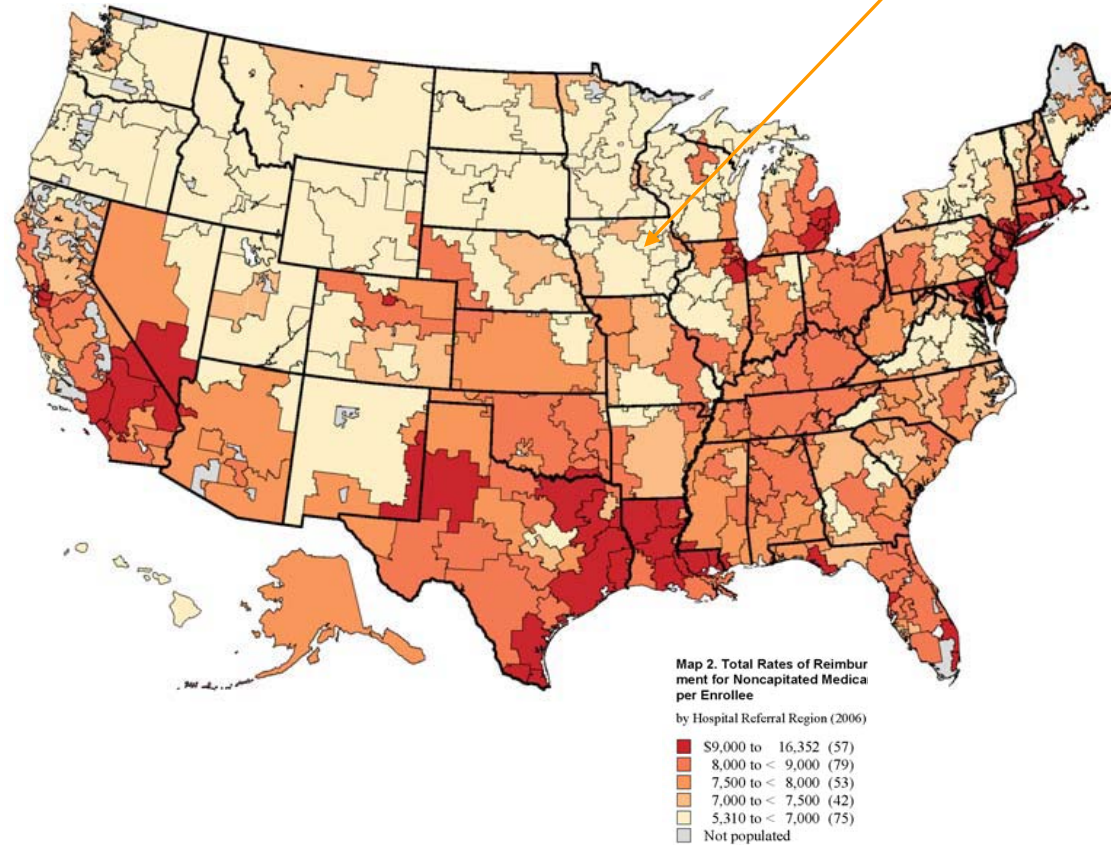 Map 2. Total Rates of Reimbur
ment for Noncapitated Medica
per Enrollee
by Hospital Referral Region (2006)
$9,000 to 16,352 (57)
8,000 to < 9,000 (79)
7,500 to < 8,000 (53)
7,000 to < 7,500 (42)
5,310 to < 7,000 (75)
Not populated